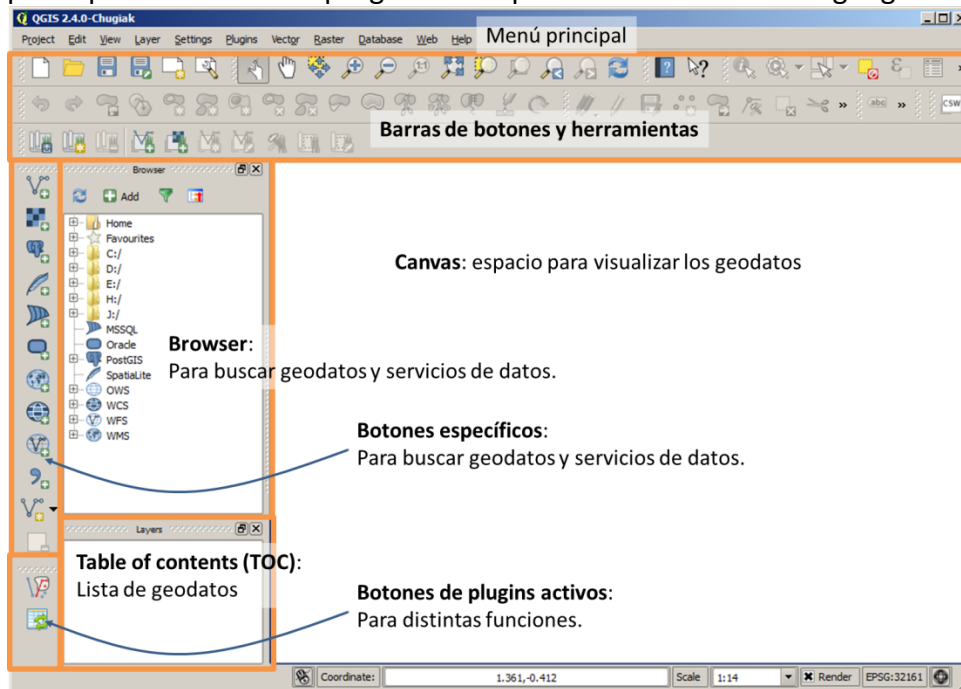 QGIS 2.4.0-Chugiak
Project Edit View Layer Settings Plugins Vector Raster Database Web Help
Menú principal
abc
CSW
Barras de botones y herramientas
Browser
Add
Home
Favourites
C:/
D:/
E:/
H:/
J:/
MSSQL
Oracle
PostGIS
SpatiaLite
OWS
WCS
WFS
WMS
Canvas: espacio para visualizar los geodatos
Browser:
Para buscar geodatos y servicios de datos.
Botones específicos:
Para buscar geodatos y servicios de datos.
Layers
Table of contents (TOC):
Lista de geodatos
Botones de plugins activos:
Para distintas funciones.
Coordinate: 1.361,-0.412 Scale 1:14 Render EPSG:32161